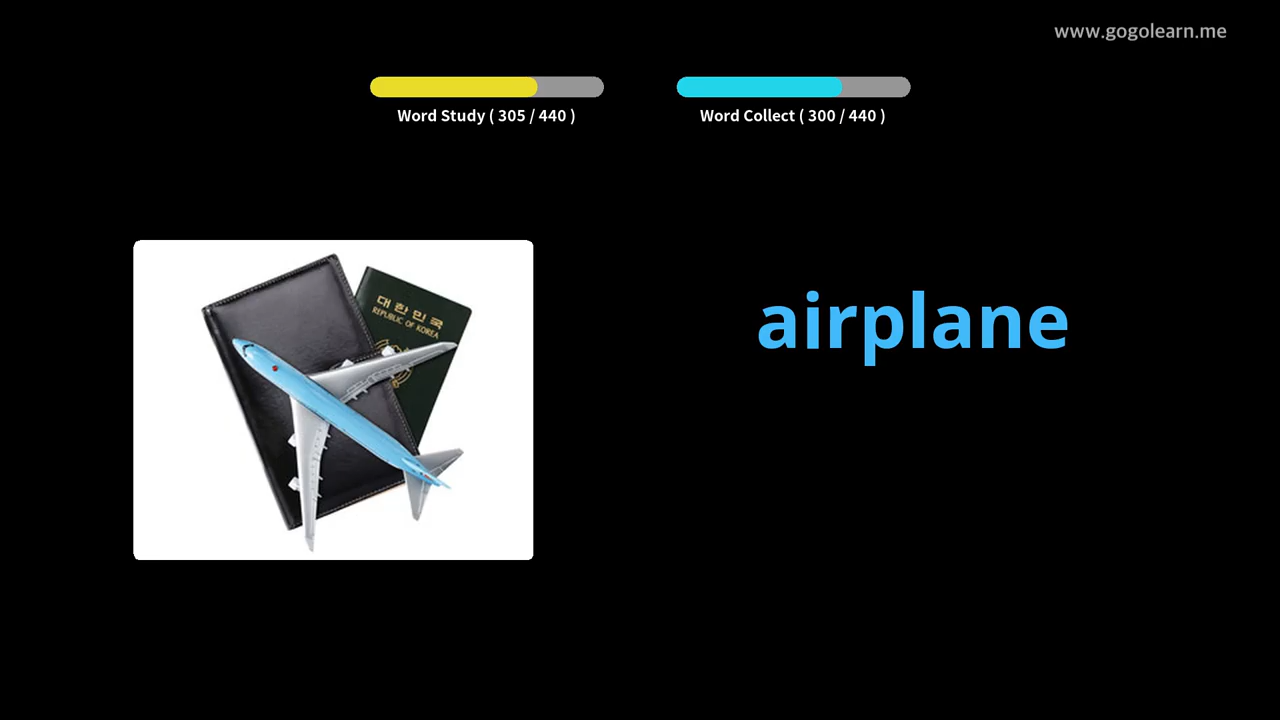 www.gogolearn.me
Word Study ( 305 / 440 )
Word Collect ( 300 / 440 )
대한민국
REPUBLIC OF KOREA
airplane